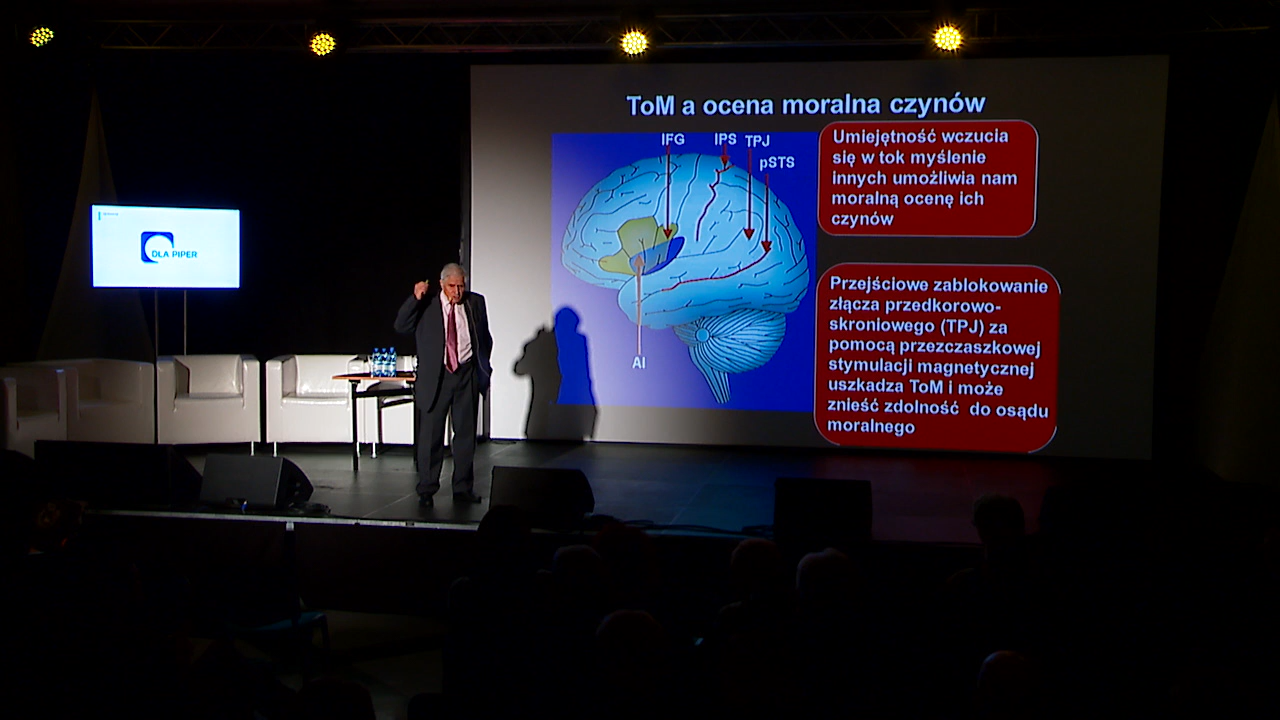 ToM a ocena moralna czynów
IFG
IPS
TPJ
pSTS
AI
Umiejętność wczucia
się w tok myślenie
innych umożliwia nam
moralną ocenę ich
czynów
Przejściowe zablokowanie
złącza przedkorowo-
skroniowego (TPJ) za
pomocą przezczaszkowej
stymulacji magnetycznej
uszkadza ToM i może
znieść zdolność do osądu
moralnego
DLA PIPER